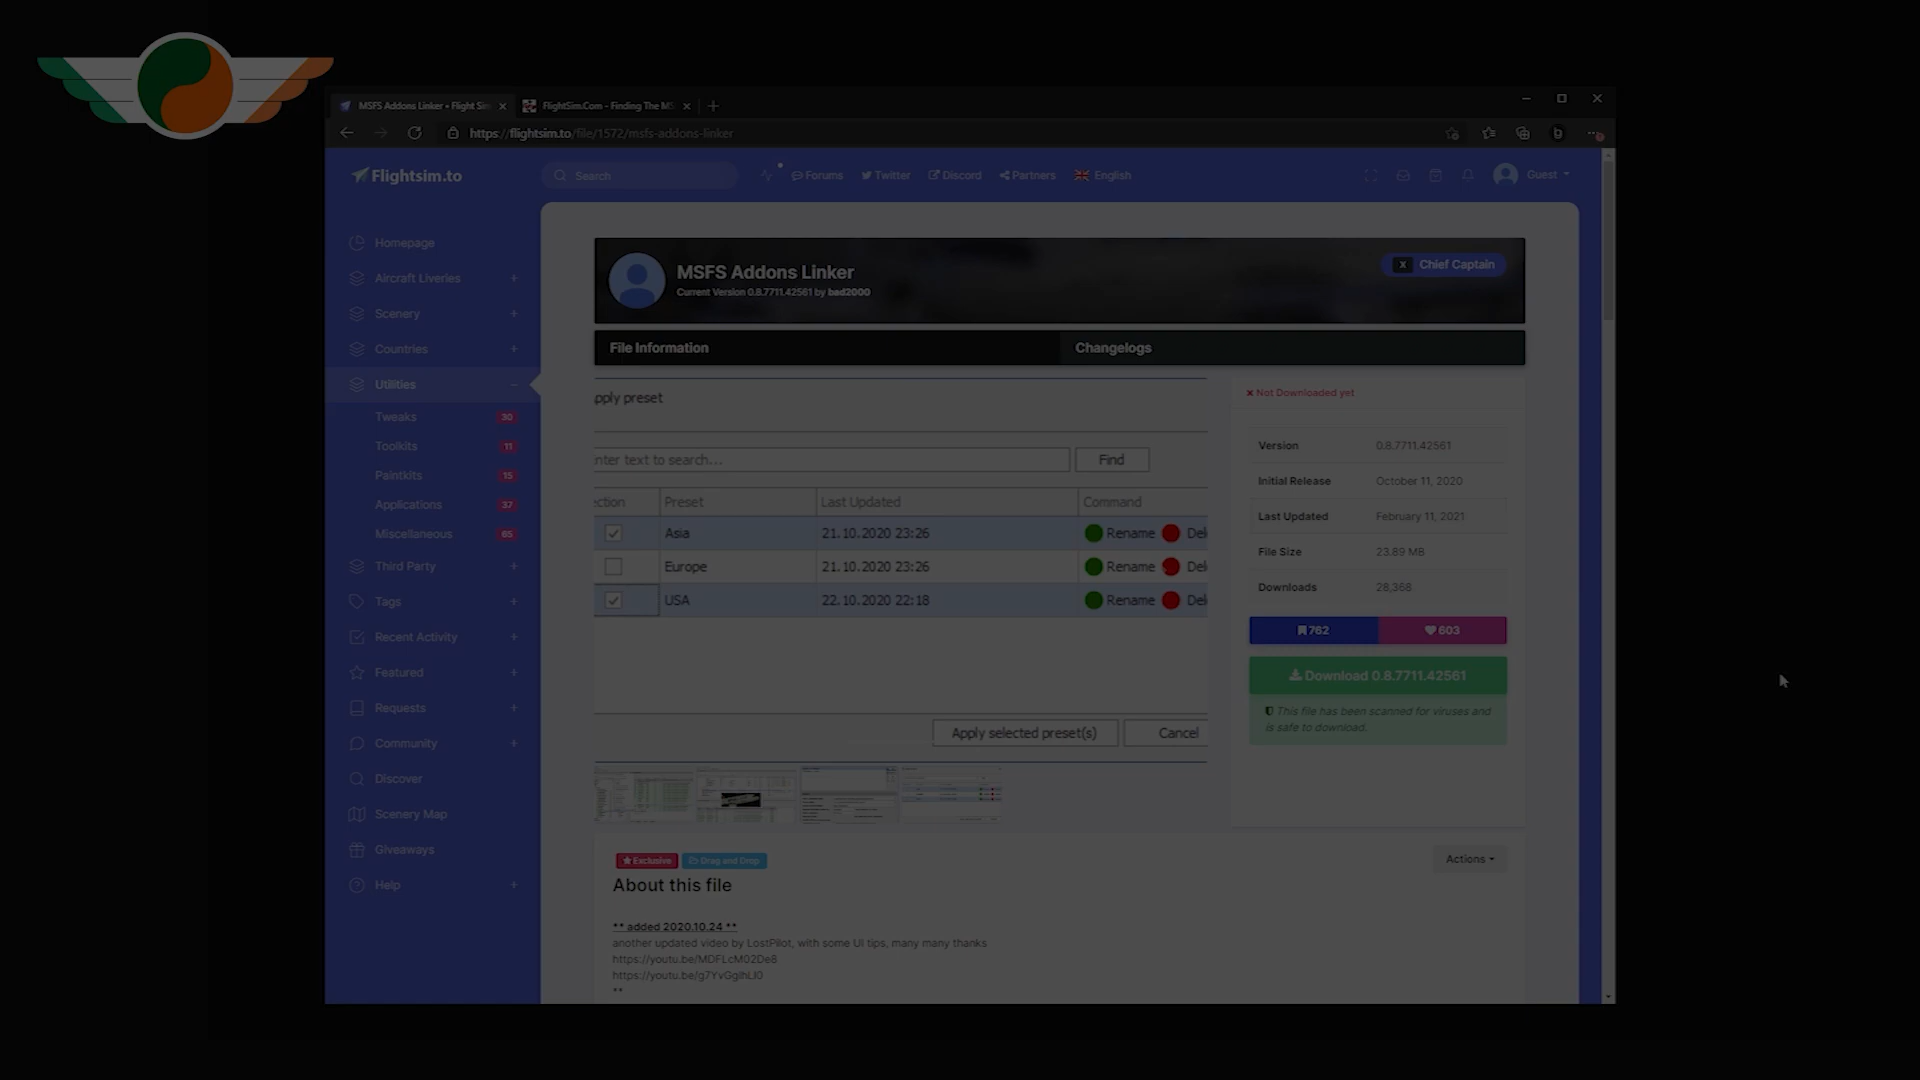 MSFS Addons Linker • Flight Sim
FlightSim.Com - Finding The MS
https://flightsim.to/file/1572/msfs-addons-linker
Flightsim.to
Search
Forums
Twitter
Discord
Partners
English
Guest
Homepage
Aircraft Liveries +
Scenery +
Countries +
Utilities -
Tweaks 30
Toolkits 11
Paintkits 15
Applications 37
Miscellaneous 65
Third Party +
Tags +
Recent Activity +
Featured +
Requests +
Community +
Discover
Scenery Map
Giveaways
Help +
MSFS Addons Linker
Current Version 0.8.7711.42561 by bad2000
X Chief Captain
File Information
Changelogs
pply preset
nter text to search...
Find
ection Preset Last Updated Command
Asia 21.10.2020 23:26 Rename Del
Europe 21.10.2020 23:26 Rename Del
USA 22.10.2020 22:18 Rename Del
Apply selected preset(s)
Cancel
Not Downloaded yet
Version 0.8.7711.42561
Initial Release October 11, 2020
Last Updated February 11, 2021
File Size 23.89 MB
Downloads 28,368
762
603
Download 0.8.7711.42561
This file has been scanned for viruses and
is safe to download.
Exclusive
Drag and Drop
Actions
About this file
** added 2020.10.24 **
another updated video by LostPilot, with some UI tips, many many thanks
https://youtu.be/MDFLcM02De8
**